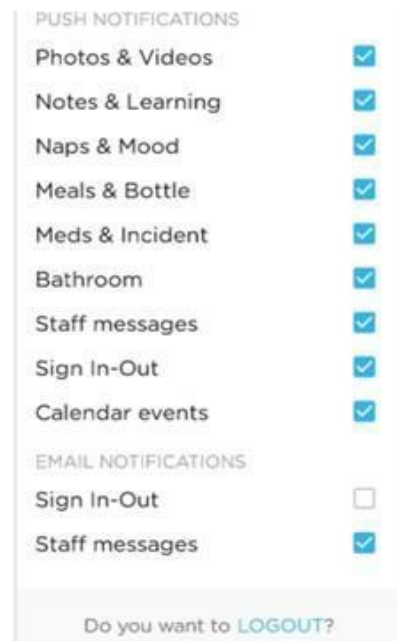 PUSH NOTIFICATIONS
Photos & Videos
Notes & Learning
Naps & Mood
Meals & Bottle
Meds & Incident
Bathroom
Staff messages
Sign In-Out
Calendar events
EMAIL NOTIFICATIONS
Sign In-Out
Staff messages
Do you want to LOGOUT?